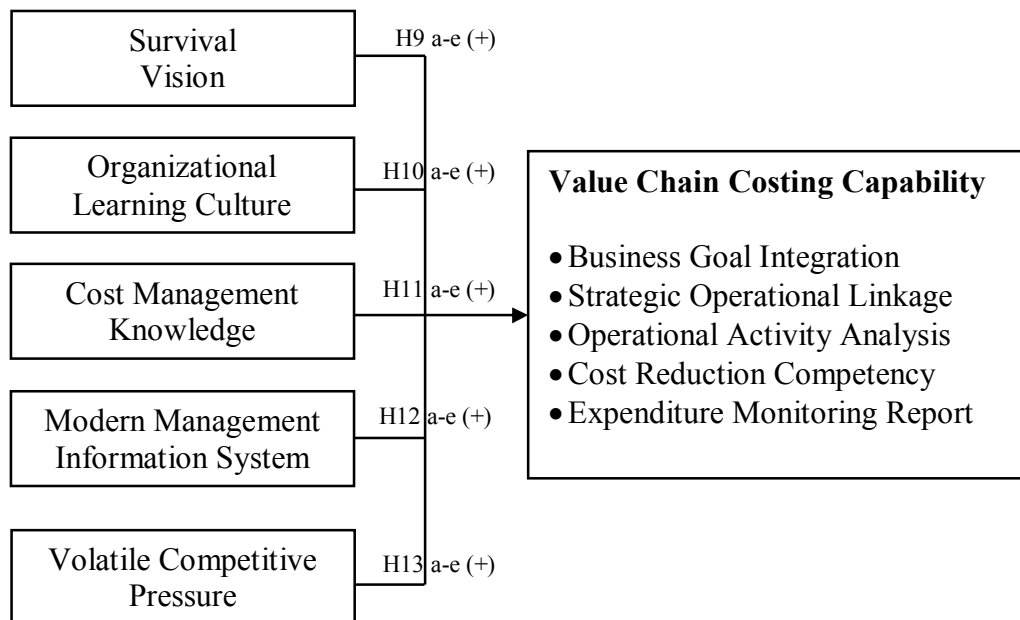 Survival
Vision
H9 a-e (+)
Organizational
Learning Culture
H10 a-e (+)
Cost Management
Knowledge
H11 a-e (+)
Modern Management
Information System
H12 a-e (+)
Volatile Competitive
Pressure
H13 a-e (+)
Value Chain Costing Capability
• Business Goal Integration
• Strategic Operational Linkage
• Operational Activity Analysis
• Cost Reduction Competency
• Expenditure Monitoring Report